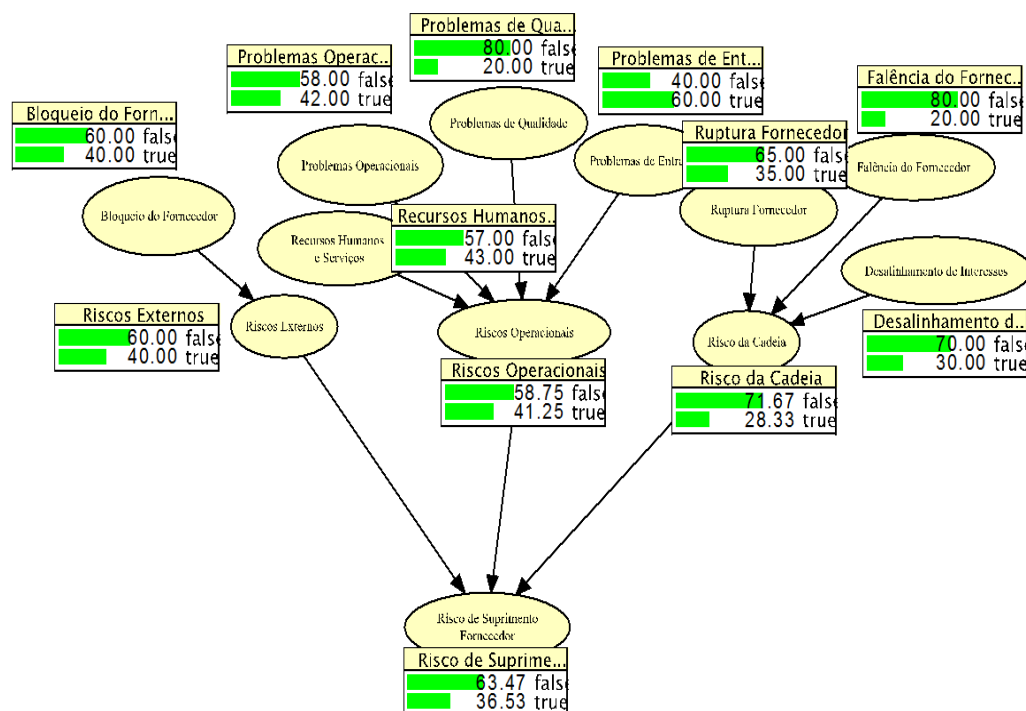 Problemas de Qua...
80.00 false
20.00 true
Problemas Operac...
58.00 false
42.00 true
Problemas de Ent...
40.00 false
60.00 true
Falência do Fornec...
80.00 false
20.00 true
Bloqueio do Forn...
60.00 false
40.00 true
Problemas de Qualidade
Ruptura Fornecedor
65.00 false
35.00 true
Problemas Operacionais
Problemas de Entre
Falência do Fornecedor
Bloqueio do Fornecedor
Recursos Humanos...
57.00 false
43.00 true
Ruptura Fornecedor
Recursos Humanos
e Serviços
Desalinhamento de Interesses
Riscos Externos
60.00 false
40.00 true
Riscos Externos
Riscos Operacionais
Risco da Cadeia
Desalinhamento d...
70.00 false
30.00 true
Riscos Operacionais
58.75 false
41.25 true
Risco da Cadeia
71.67 false
28.33 true
Risco de Suprimento
Fornecedor
Risco de Suprime...
63.47 false
36.53 true